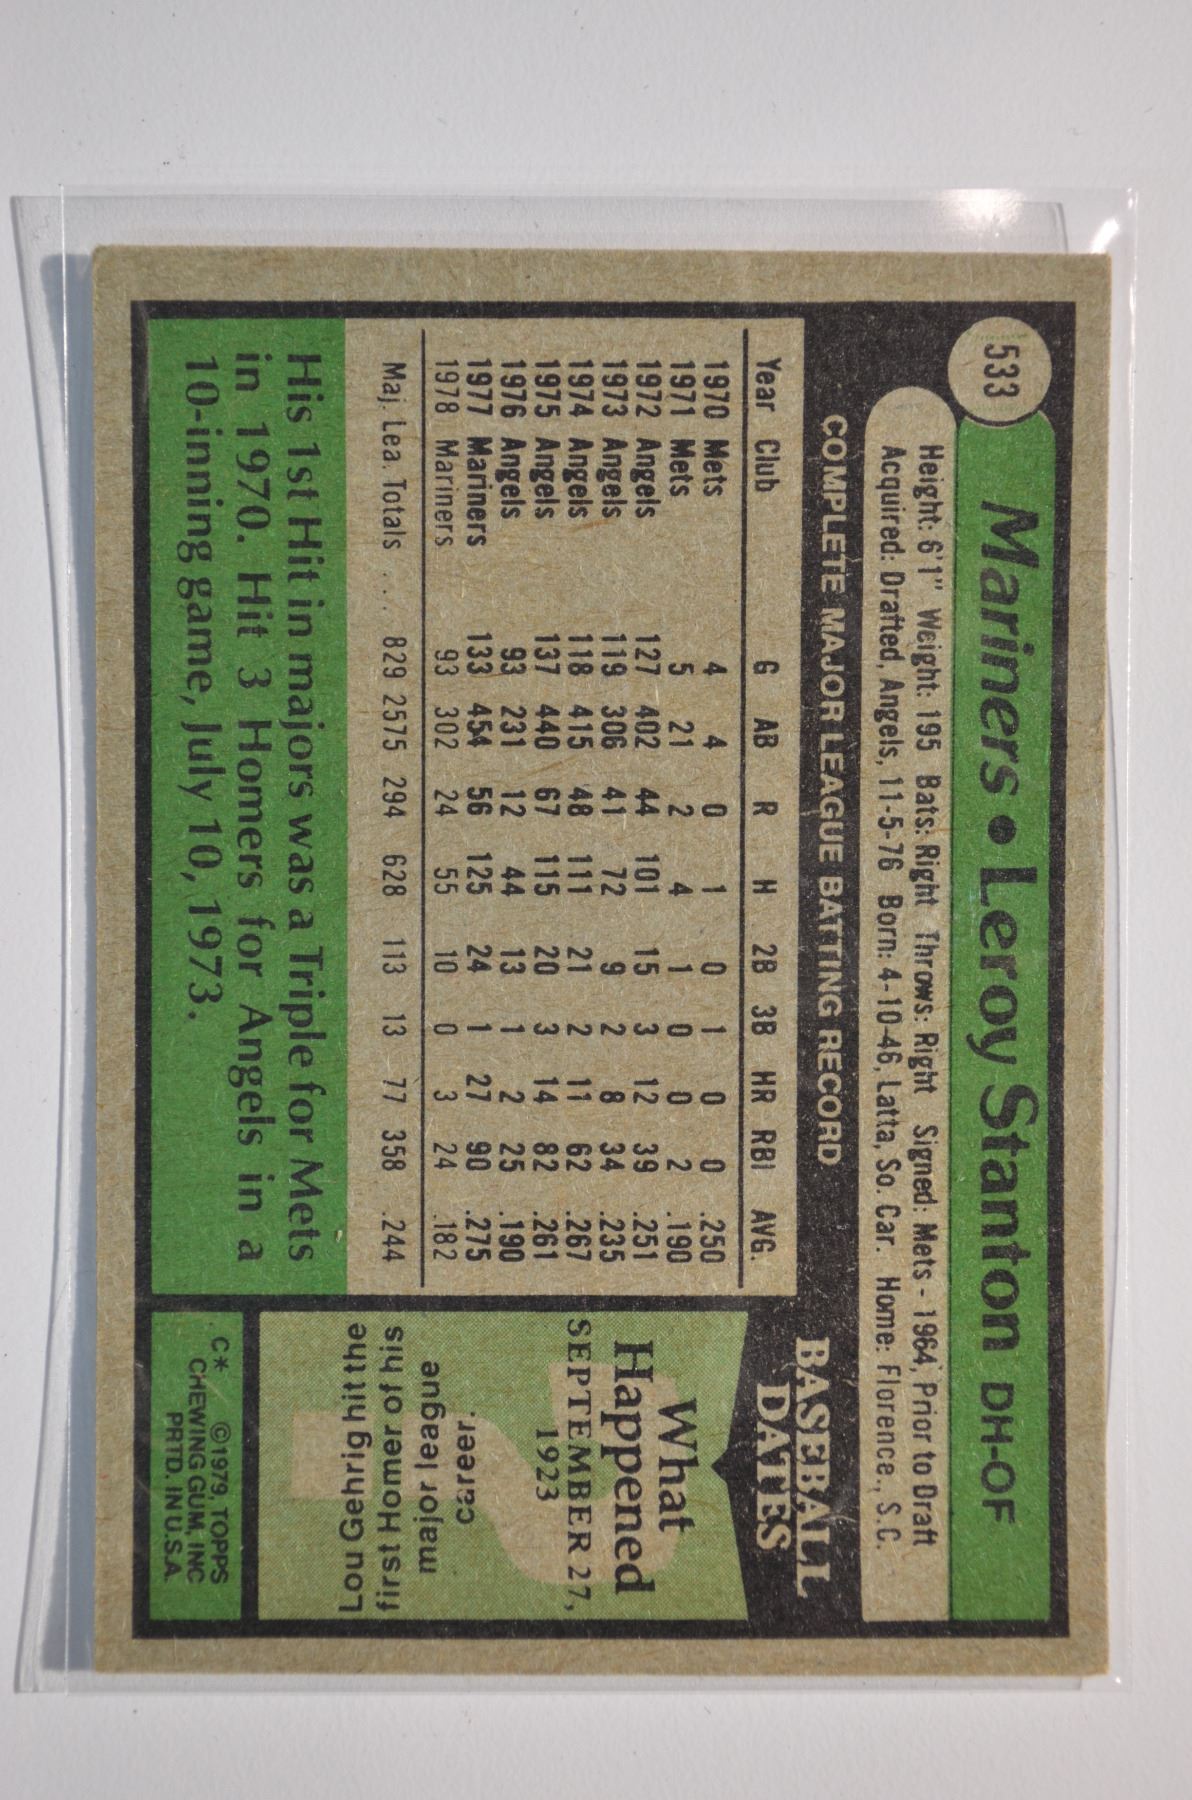 533
Mariners • Leroy Stanton DH-OF
Height: 6'1" Weight: 195 Bats: Right Throws: Right Signed: Mets - 1964, Prior to Draft
Acquired: Drafted, Angels, 11-5-76 Born: 4-10-46, Latta, So. Car. Home: Florence., S.C.
COMPLETE MAJOR LEAGUE BATTING RECORD
Year Club G AB R H 2B 3B HR RBI AVG.
1970 Mets 4 4 0 1 0 1 0 0 .250
1971 Mets 5 21 2 4 1 0 0 2 .190
1972 Angels 127 402 44 101 15 3 12 39 .251
1973 Angels 119 306 41 72 9 2 8 34 .235
1974 Angels 118 415 48 111 21 2 11 62 .267
1975 Angels 137 440 67 115 20 3 14 82 .261
1976 Angels 93 231 12 44 13 1 2 25 .190
1977 Mariners 133 454 56 125 24 1 27 90 .275
1978 Mariners 93 302 24 55 10 0 3 24 .182
Maj. Lea. Totals . . . 829 2575 294 628 113 13 77 358 .244
His 1st Hit in majors was a Triple for Mets
in 1970. Hit 3 Homers for Angels in a
10-inning game, July 10, 1973.
BASEBALL
DATES
What
Happened
SEPTEMBER 27,
1923
Lou Gehrig hit the
first Homer of his
major league
career.
C* ©1979, TOPPS
CHEWING GUM, INC
PRTD. IN U.S.A.